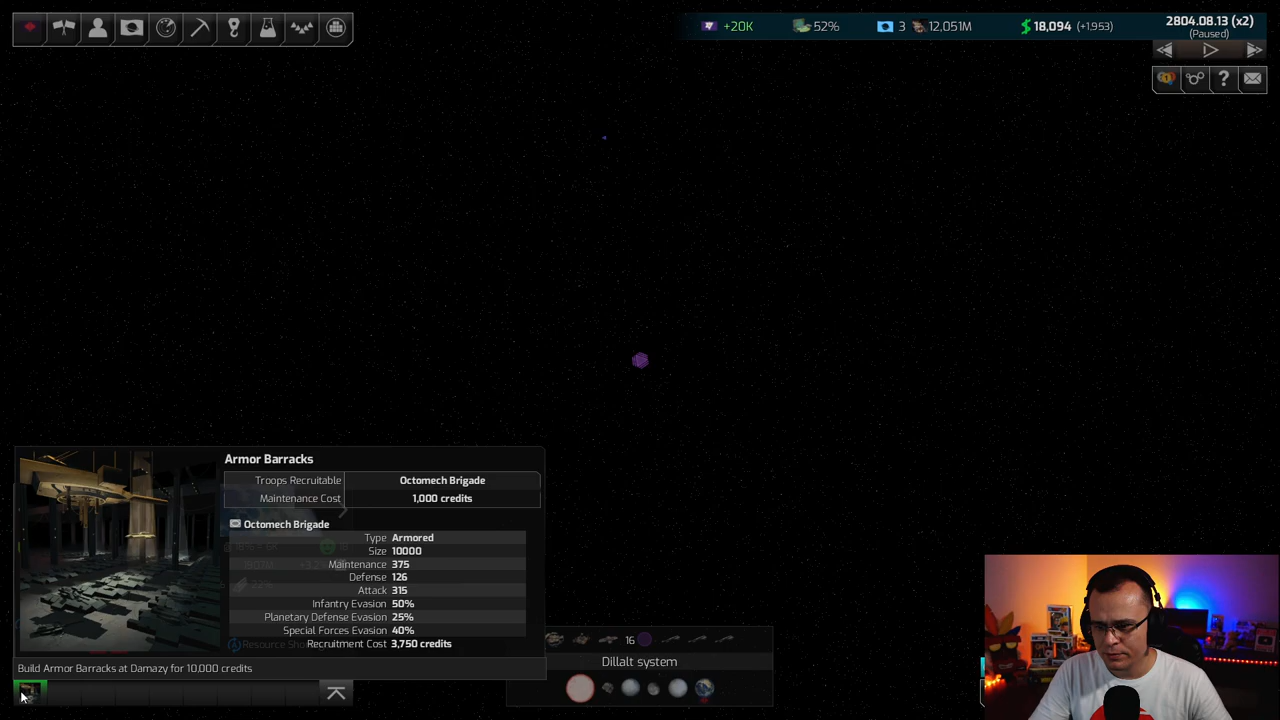 +20K
52%
3
12,051M
18,094 (+1,953)
2804.08.13 (x2)
(Paused)
Armor Barracks
Troops Recruitable Octomech Brigade
Maintenance Cost 1,000 credits
Octomech Brigade
Type Armored
Size 10000
Maintenance 375
Defense 126
Attack 315
Infantry Evasion 50%
Planetary Defense Evasion 25%
Special Forces Evasion 40%
Recruitment Cost 3,750 credits
Build Armor Barracks at Damazy for 10,000 credits
16
Dillalt system